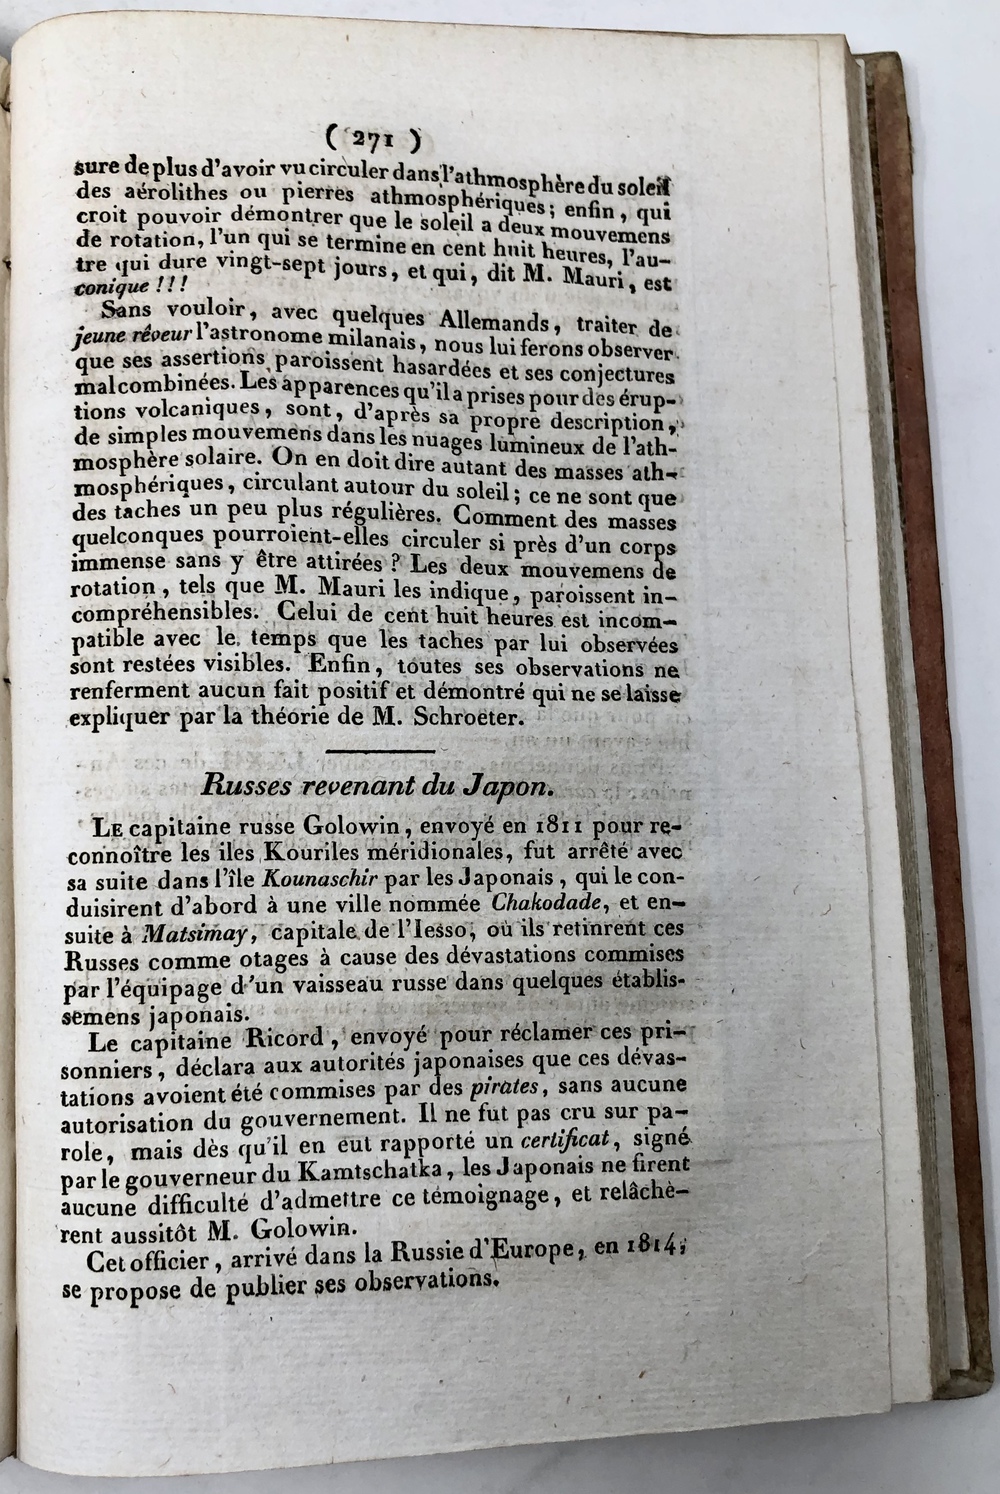 ( 271 )
sure de plus d'avoir vu circuler dans l'athmosphère du soleil
des aérolithes ou pierres athmosphériques; enfin, qui
croit pouvoir démontrer que le soleil a deux mouvemens
de rotation, l'un qui se termine en cent huit heures, l'au-
tre qui dure vingt-sept jours, et qui, dit M. Mauri, est
conique!!!
Sans vouloir, avec quelques Allemands, traiter de
jeune rêveur l'astronome milanais, nous lui ferons observer
que ses assertions paroissent hasardées et ses conjectures
mal combinées. Les apparences qu'il a prises pour des érup-
tions volcaniques, sont, d'après sa propre description,
de simples mouvemens dans les nuages lumineux de l'ath-
mosphère solaire. On en doit dire autant des masses ath-
mosphériques, circulant autour du soleil; ce ne sont que
des taches un peu plus régulières. Comment des masses
quelconques pourroient-elles circuler si près d'un corps
immense sans y être attirées? Les deux mouvemens de
rotation, tels que M. Mauri les indique, paroissent in-
compréhensibles. Celui de cent huit heures est incom-
patible avec le temps que les taches par lui observées
sont restées visibles. Enfin, toutes ses observations ne
renferment aucun fait positif et démontré qui ne se laisse
expliquer par la théorie de M. Schroeter.
Russes revenant du Japon.
LE capitaine russe Golowin, envoyé en 1811 pour re-
connoître les iles Kouriles méridionales, fut arrêté avec
sa suite dans l'île Kounaschir par les Japonais, qui le con-
duisirent d'abord à une ville nommée Chakodade, et en-
suite à Matsimay, capitale de l'Iesso, où ils retinrent ces
Russes comme otages à cause des dévastations commises
par l'équipage d'un vaisseau russe dans quelques établis-
semens japonais.
Le capitaine Ricord, envoyé pour réclamer ces pri-
sonniers, déclara aux autorités japonaises que ces dévas-
tations avoient été commises par des pirates, sans aucune
autorisation du gouvernement. Il ne fut pas cru sur pa-
role, mais dès qu'il en eut rapporté un certificat, signé
par le gouverneur du Kamtschatka, les Japonais ne firent
aucune difficulté d'admettre ce témoignage, et relâchè-
rent aussitôt M. Golowin.
Cet officier, arrivé dans la Russie d'Europe, en 1814,
se propose de publier ses observations.